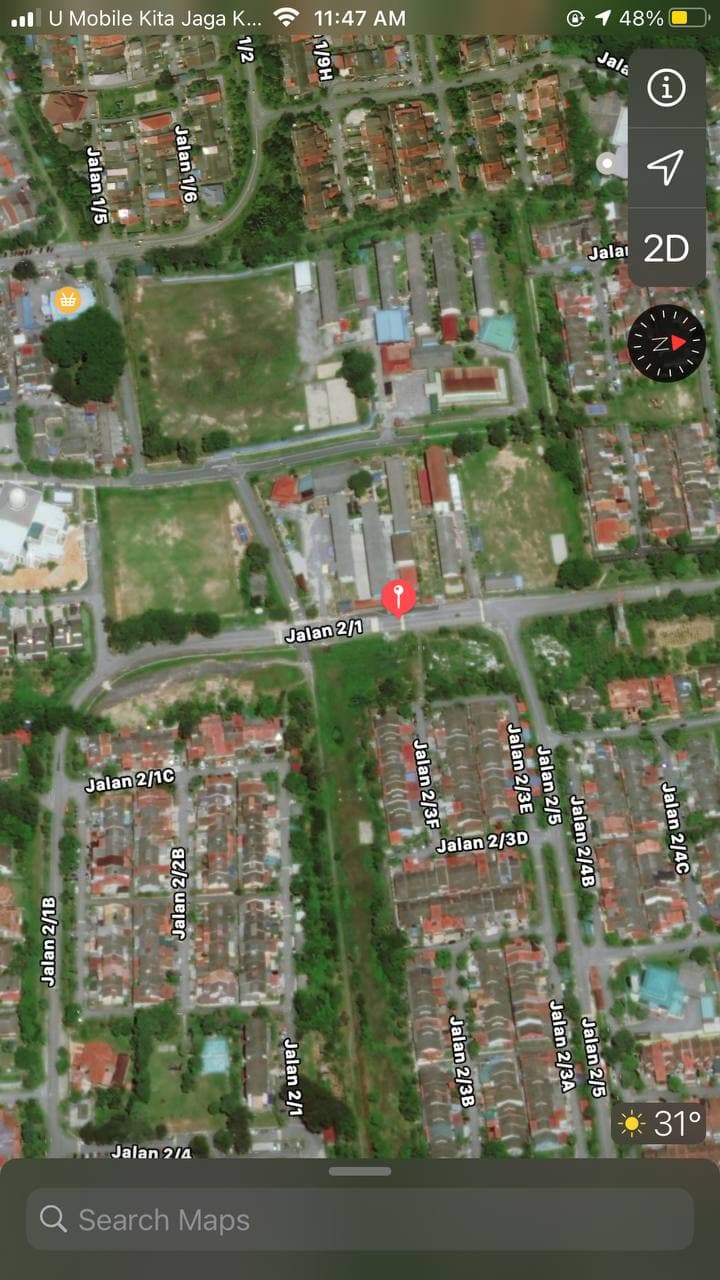 U Mobile Kita Jaga K...
11:47 AM
48%
1/2
1/9H
Jala
Jalan 1/5
Jalan 1/6
2D
Jalan
N
Jalan 2/1
Jalan 2/1C
Jalan 2/3F
Jalan 2/3E
Jalan 2/5
Jalan 2/4B
Jalan 2/4C
Jalan 2/3D
Jalan 2/2B
Jalan 2/1B
Jalan 2/1
Jalan 2/3B
Jalan 2/3A
Jalan 2/5
Jalan 2/4
31°
Search Maps